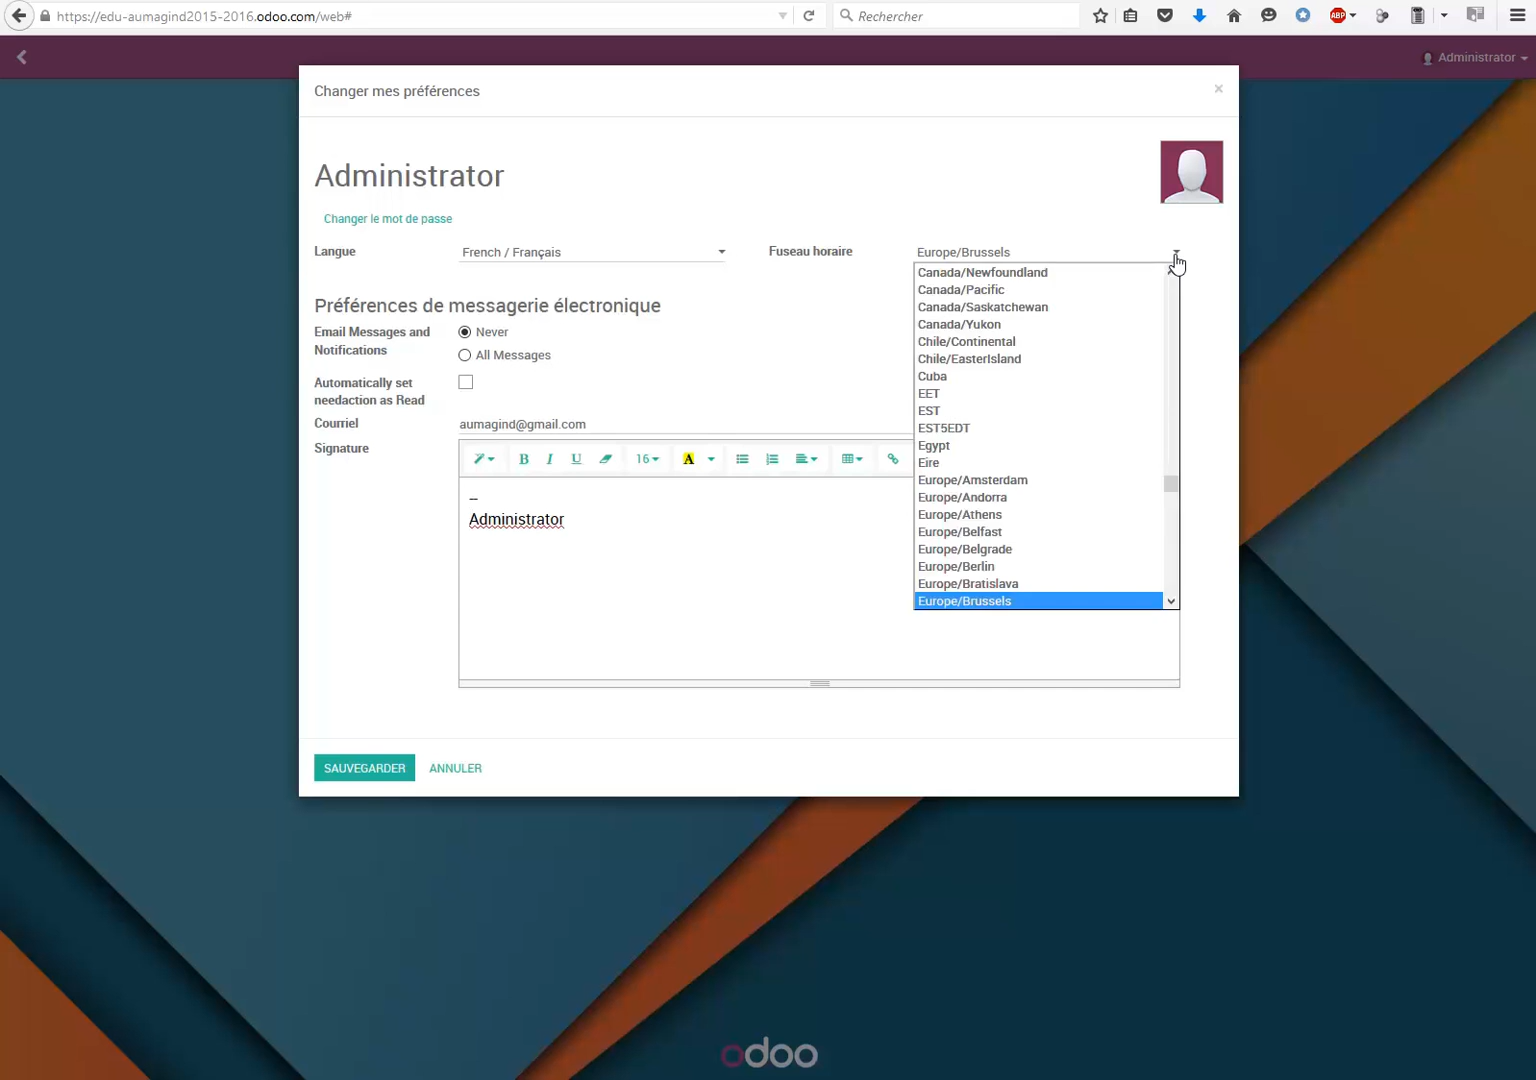 https://edu-aumagind2015-2016.odoo.com/web#
Rechercher
ABP
Administrator
Changer mes préférences
×
Administrator
Changer le mot de passe
Langue
French / Français
Fuseau horaire
Europe/Brussels
Canada/Newfoundland
Canada/Pacific
Canada/Saskatchewan
Canada/Yukon
Chile/Continental
Chile/EasterIsland
Cuba
EET
EST
EST5EDT
Egypt
Eire
Europe/Amsterdam
Europe/Andorra
Europe/Athens
Europe/Belfast
Europe/Belgrade
Europe/Berlin
Europe/Bratislava
Europe/Brussels
Préférences de messagerie électronique
Email Messages and
Notifications
Never
All Messages
Automatically set
needaction as Read
Courriel
aumagind@gmail.com
Signature
B I U 16 A
--
Administrator
SAUVEGARDER
ANNULER
odoo